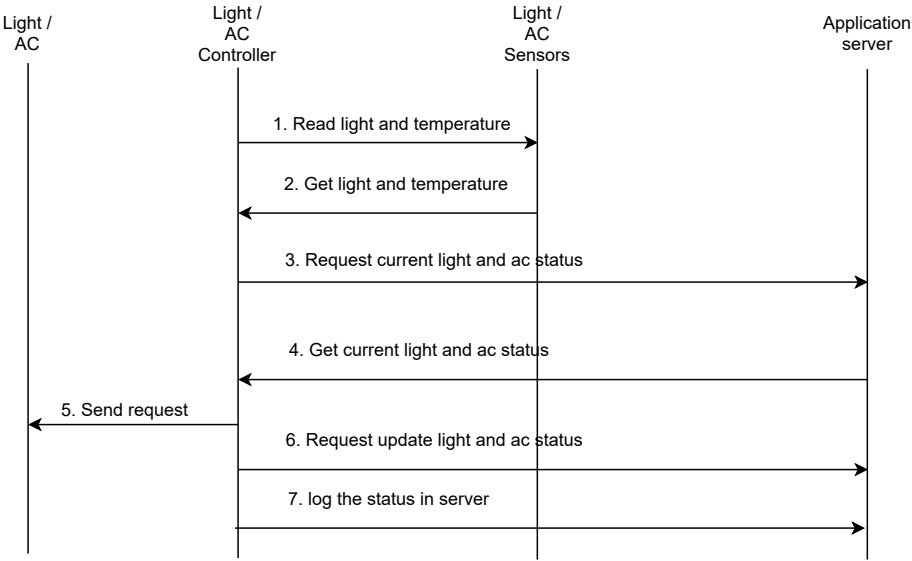 Light /
AC
Light /
AC
Controller
Light /
AC
Sensors
Application
server
1. Read light and temperature
2. Get light and temperature
3. Request current light and ac status
4. Get current light and ac status
5. Send request
6. Request update light and ac status
7. log the status in server